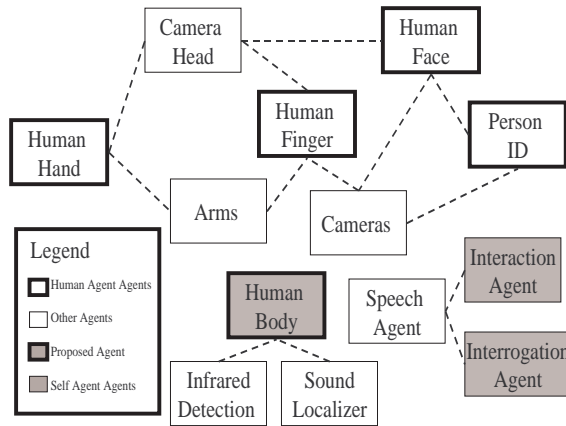 Camera
Head
Human
Face
Human
Finger
Person
ID
Human
Hand
Arms
Cameras
Legend
Human Agent Agents
Other Agents
Proposed Agent
Self Agent Agents
Human
Body
Speech
Agent
Interaction
Agent
Interrogation
Agent
Infrared
Detection
Sound
Localizer